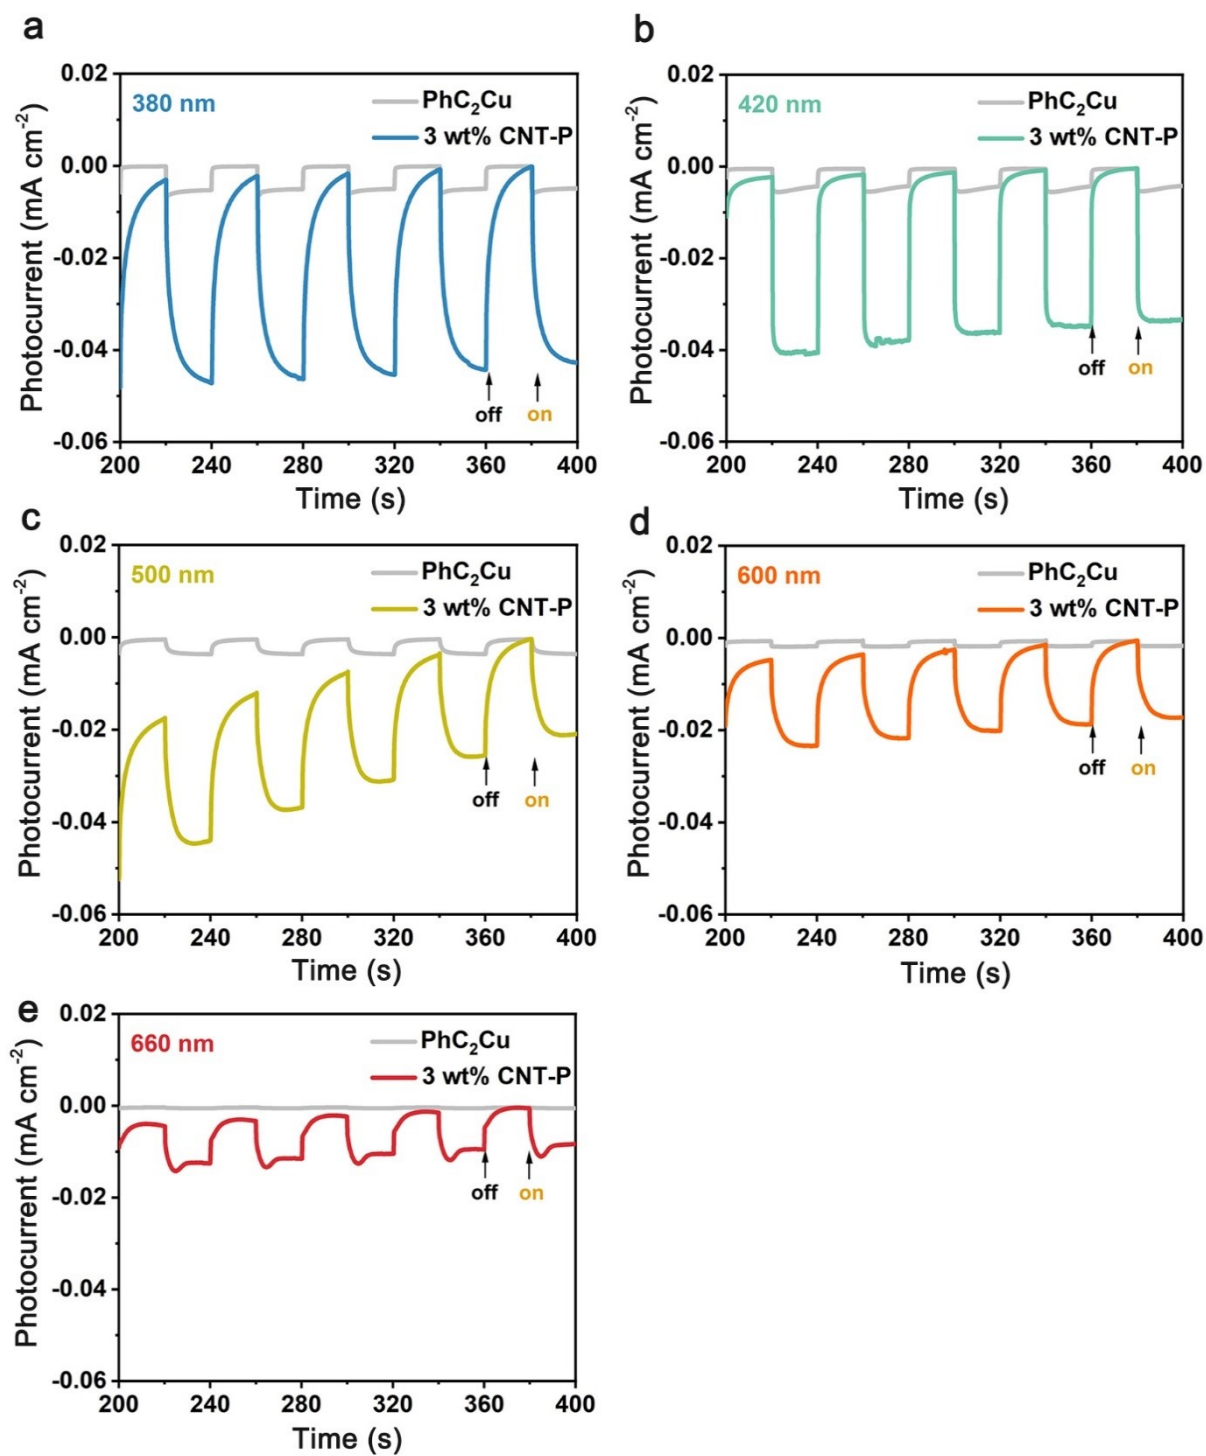 a
0.02
380 nm
PhC₂Cu
3 wt% CNT-P
0.00
-0.02
-0.04
-0.06
off
on
200 240 280 320 360 400
Photocurrent (mA cm⁻²)
Time (s)
b
0.02
420 nm
PhC₂Cu
3 wt% CNT-P
0.00
-0.02
-0.04
-0.06
off
on
200 240 280 320 360 400
Photocurrent (mA cm⁻²)
Time (s)
c
0.02
500 nm
PhC₂Cu
3 wt% CNT-P
0.00
-0.02
-0.04
-0.06
off
on
200 240 280 320 360 400
Photocurrent (mA cm⁻²)
Time (s)
d
0.02
600 nm
PhC₂Cu
3 wt% CNT-P
0.00
-0.02
-0.04
-0.06
off
on
200 240 280 320 360 400
Photocurrent (mA cm⁻²)
Time (s)
e
0.02
660 nm
PhC₂Cu
3 wt% CNT-P
0.00
-0.02
-0.04
-0.06
off
on
200 240 280 320 360 400
Photocurrent (mA cm⁻²)
Time (s)